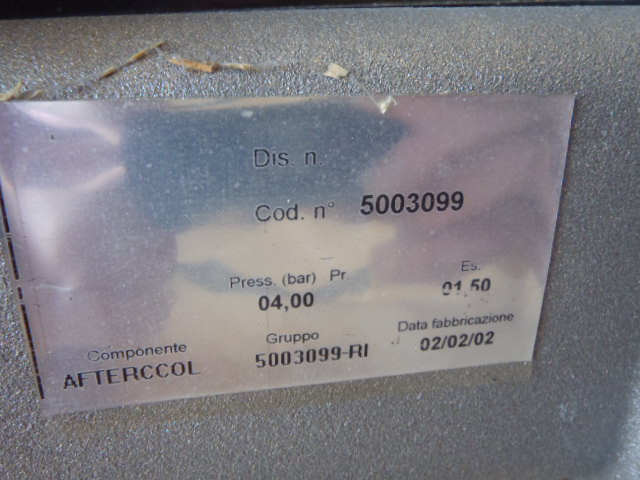 Dis. n.
Cod. n° 5003099
Press. (bar) Pr. Es.
04,00 01,50
Componente Gruppo Data fabbricazione
AFTERCCOL 5003099-RI 02/02/02